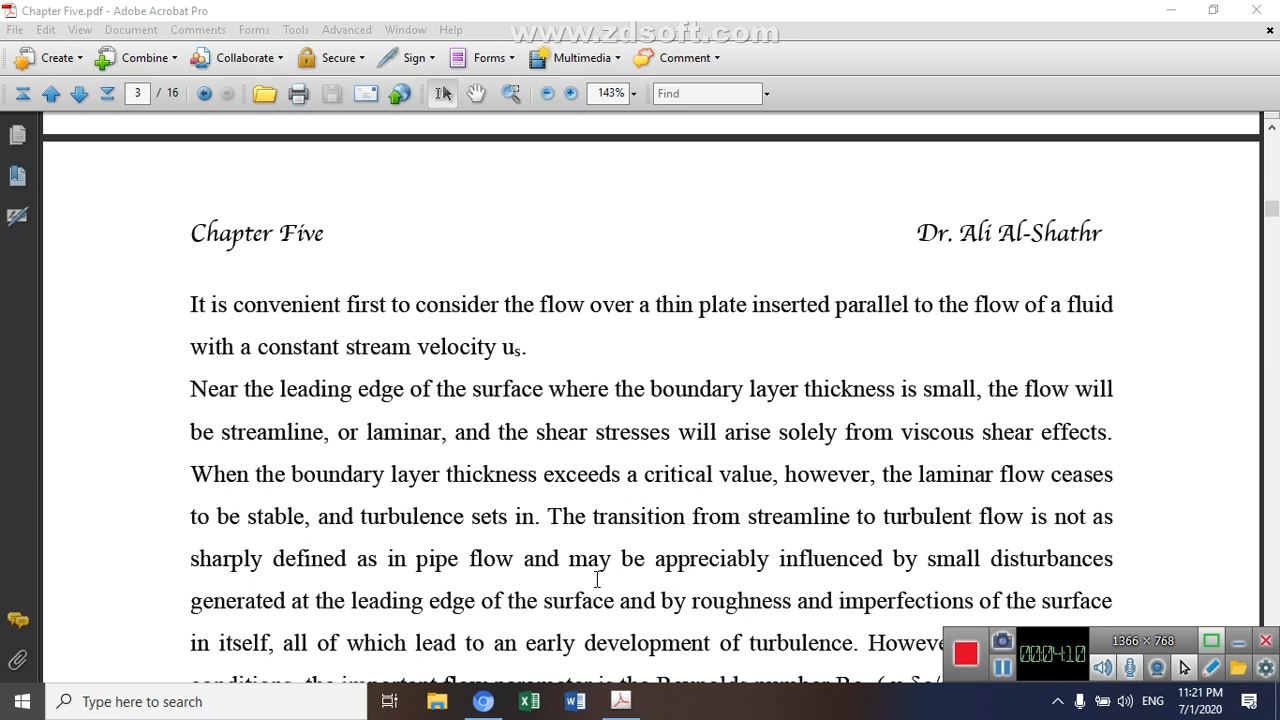 Chapter Five.pdf - Adobe Acrobat Pro
www.zdsoft.com
File Edit View Document Comments Forms Tools Advanced Window Help
Create Combine Collaborate Secure Sign Forms Multimedia Comment
3 / 16 143% Find
Chapter Five Dr. Ali Al-Shathr
It is convenient first to consider the flow over a thin plate inserted parallel to the flow of a fluid
with a constant stream velocity uₛ.
Near the leading edge of the surface where the boundary layer thickness is small, the flow will
be streamline, or laminar, and the shear stresses will arise solely from viscous shear effects.
When the boundary layer thickness exceeds a critical value, however, the laminar flow ceases
to be stable, and turbulence sets in. The transition from streamline to turbulent flow is not as
sharply defined as in pipe flow and may be appreciably influenced by small disturbances
generated at the leading edge of the surface and by roughness and imperfections of the surface
in itself, all of which lead to an early development of turbulence.
conditions, the important flow parameter is the Reynolds number
1366 × 768
00:04:10
Type here to search
ENG
11:21 PM
7/1/2020